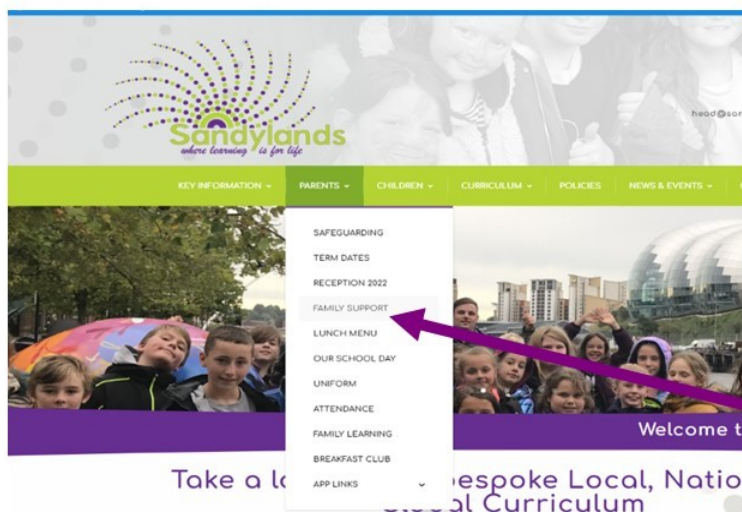 Sandylands
where learning is for life
head@san
KEY INFORMATION PARENTS CHILDREN CURRICULUM POLICIES NEWS & EVENTS
SAFEGUARDING
TERM DATES
RECEPTION 2022
FAMILY SUPPORT
LUNCH MENU
OUR SCHOOL DAY
UNIFORM
ATTENDANCE
FAMILY LEARNING
BREAKFAST CLUB
APP LINKS
Welcome t
Take a lo bespoke Local, Natio
Global Curriculum